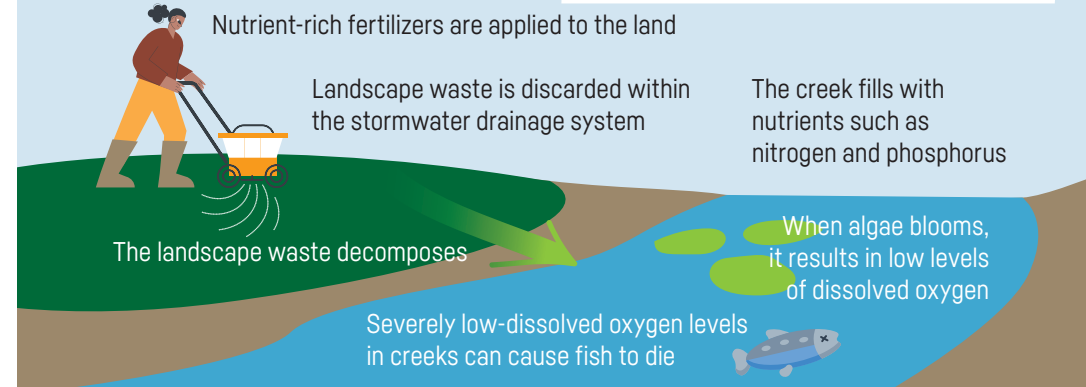 Nutrient-rich fertilizers are applied to the land
Landscape waste is discarded within
the stormwater drainage system
The creek fills with
nutrients such as
nitrogen and phosphorus
The landscape waste decomposes
When algae blooms,
it results in low levels
of dissolved oxygen
Severely low-dissolved oxygen levels
in creeks can cause fish to die